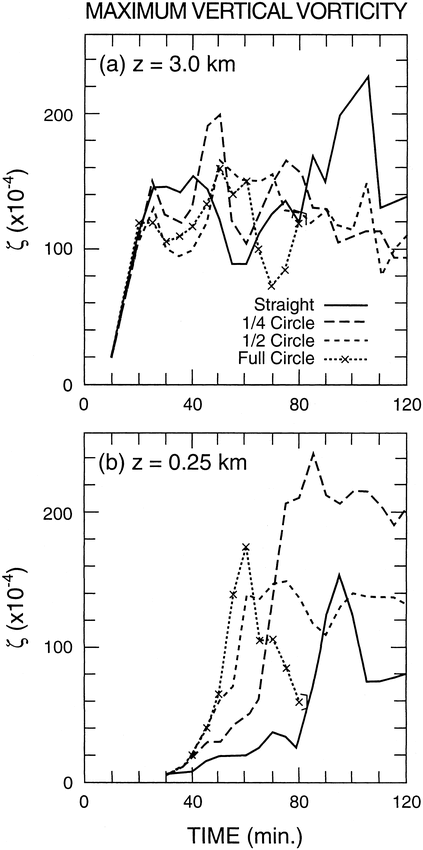 MAXIMUM VERTICAL VORTICITY
(a) z = 3.0 km
200
100
0
ζ (x10-4)
Straight
1/4 Circle
1/2 Circle
Full Circle
0 40 80 120
(b) z = 0.25 km
200
100
0
ζ (x10-4)
0 40 80 120
TIME (min.)